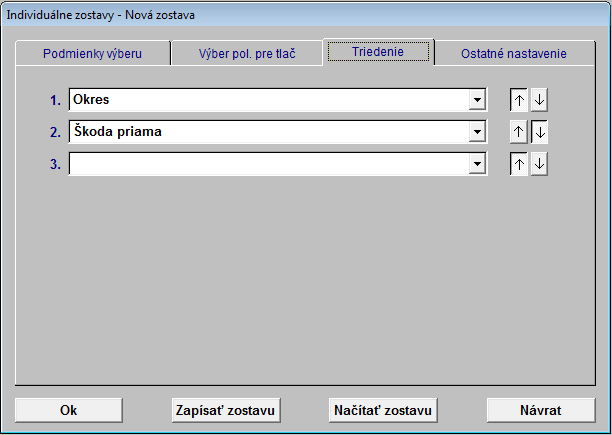 Individuálne zostavy - Nová zostava
Podmienky výberu Výber pol. pre tlač Triedenie Ostatné nastavenie
1. Okres
2. Škoda priama
3.
Ok Zapísať zostavu Načítať zostavu Návrat